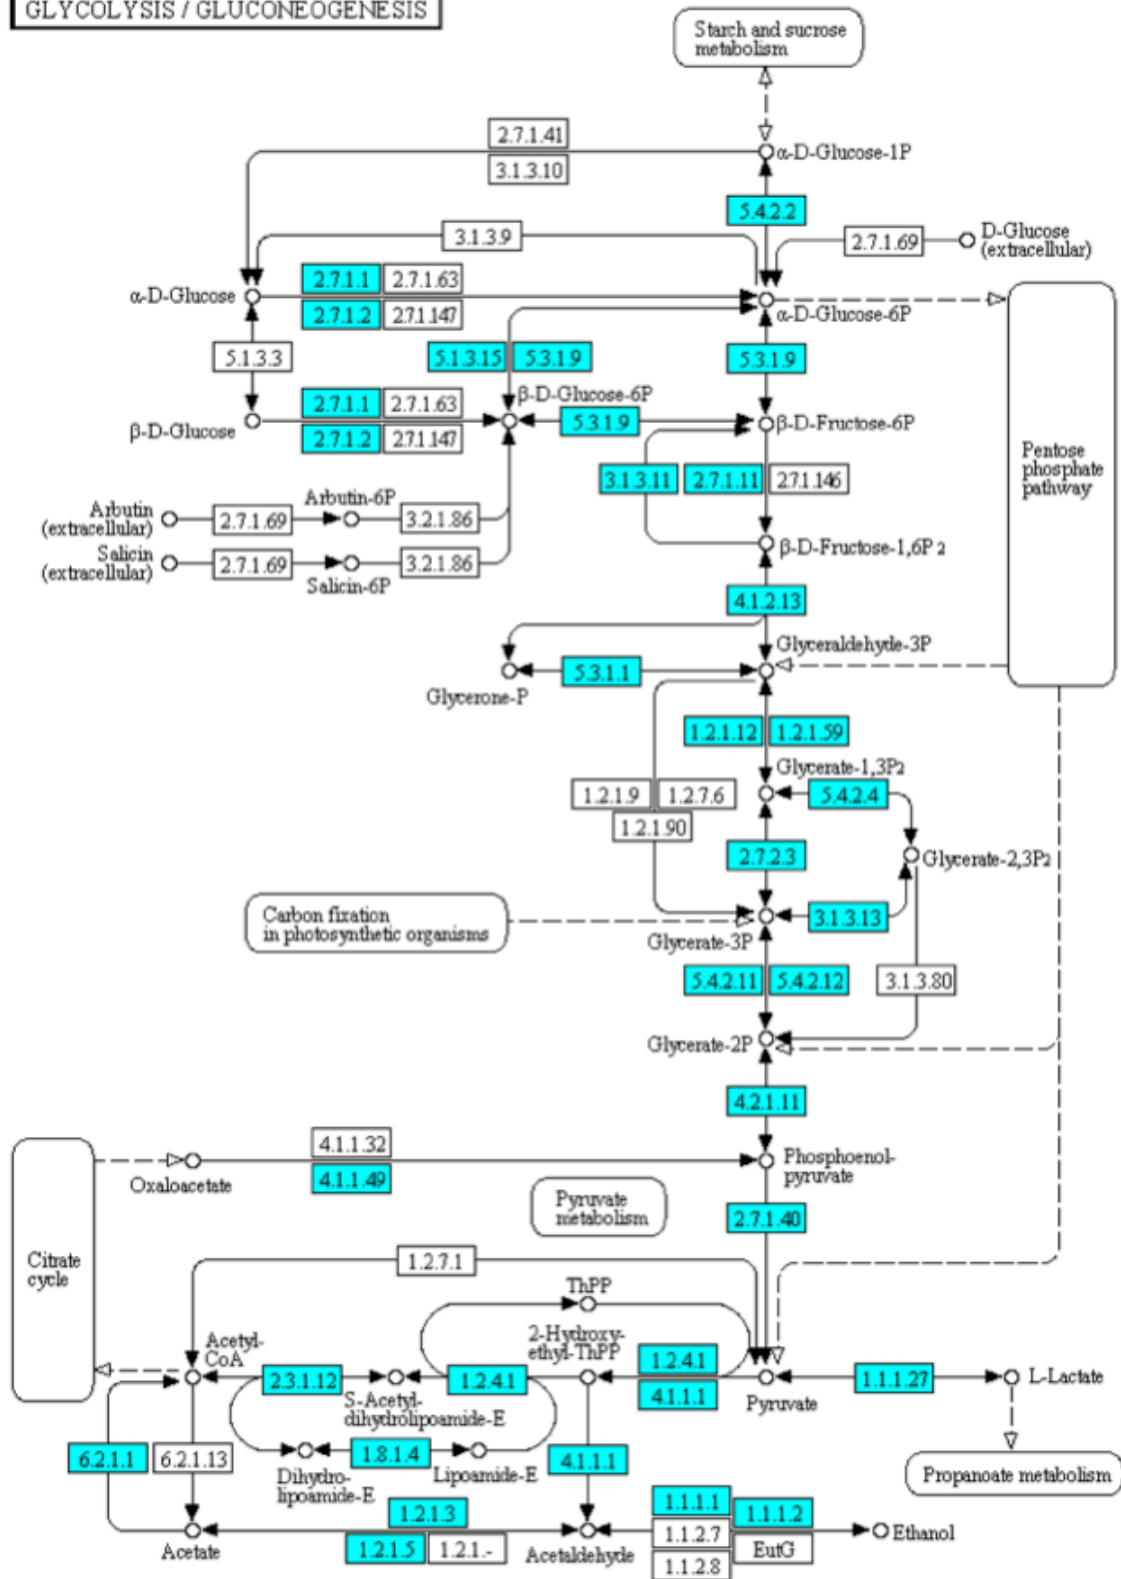 GLYCOLYSIS / GLUCONEOGENESIS
Starch and sucrose
metabolism
2.7.1.41
3.1.3.10
α-D-Glucose-1P
5.4.2.2
3.1.3.9
2.7.1.69
D-Glucose
(extracellular)
2.7.1.1
2.7.1.63
α-D-Glucose
2.7.1.2
2.7.1.147
α-D-Glucose-6P
5.1.3.3
5.1.3.15
5.3.1.9
5.3.1.9
β-D-Glucose-6P
2.7.1.1
2.7.1.63
β-D-Glucose
2.7.1.2
2.7.1.147
5.3.1.9
β-D-Fructose-6P
Pentose
phosphate
pathway
3.1.3.11
2.7.1.11
2.7.1.146
Arbutin
(extracellular)
2.7.1.69
Arbutin-6P
3.2.1.86
Salicin
(extracellular)
2.7.1.69
Salicin-6P
3.2.1.86
β-D-Fructose-1,6P2
4.1.2.13
Glyceraldehyde-3P
Glycerone-P
5.3.1.1
1.2.1.12
1.2.1.59
Glycerate-1,3P2
1.2.1.9
1.2.7.6
1.2.1.90
5.4.2.4
2.7.2.3
Glycerate-2,3P2
Carbon fixation
in photosynthetic organisms
3.1.3.13
Glycerate-3P
5.4.2.11
5.4.2.12
3.1.3.80
Glycerate-2P
4.2.1.11
4.1.1.32
Oxaloacetate
4.1.1.49
Phosphoenol-
pyruvate
Pyruvate
metabolism
2.7.1.40
Citrate
cycle
1.2.7.1
ThPP
Acetyl-
CoA
2-Hydroxy-
ethyl-ThPP
1.2.4.1
2.3.1.12
S-Acetyl-
dihydrolipoamide-E
1.2.4.1
4.1.1.1
Pyruvate
1.1.1.27
L-Lactate
6.2.1.1
6.2.1.13
Dihydro-
lipoamide-E
1.8.1.4
Lipoamide-E
4.1.1.1
Propanoate metabolism
1.2.1.3
1.1.1.1
1.1.1.2
Acetate
1.2.1.5
1.2.1.-
Acetaldehyde
1.1.2.7
EutG
1.1.2.8
Ethanol